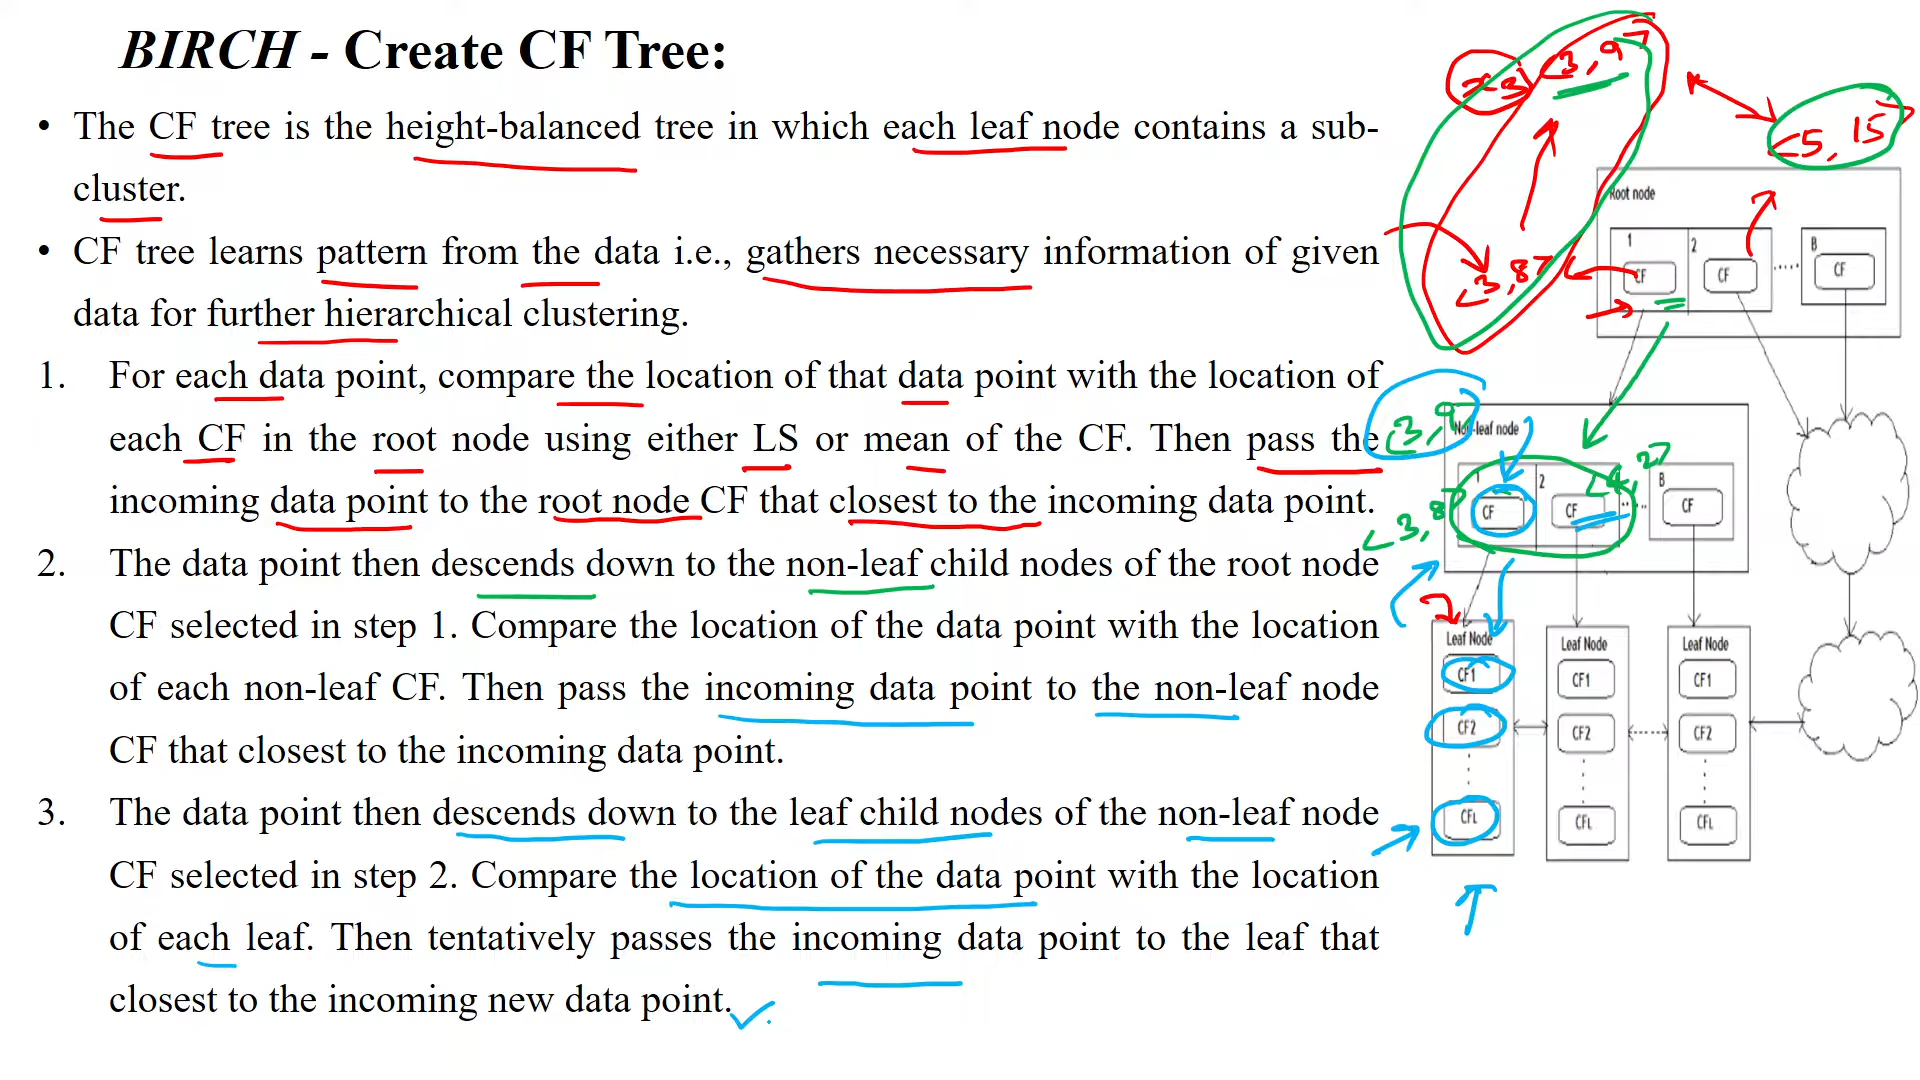 BIRCH - Create CF Tree:
• The CF tree is the height-balanced tree in which each leaf node contains a sub-
cluster.
• CF tree learns pattern from the data i.e., gathers necessary information of given
data for further hierarchical clustering.
1. For each data point, compare the location of that data point with the location of
each CF in the root node using either LS or mean of the CF. Then pass the
incoming data point to the root node CF that closest to the incoming data point.
2. The data point then descends down to the non-leaf child nodes of the root node
CF selected in step 1. Compare the location of the data point with the location
of each non-leaf CF. Then pass the incoming data point to the non-leaf node
CF that closest to the incoming data point.
3. The data point then descends down to the leaf child nodes of the non-leaf node
CF selected in step 2. Compare the location of the data point with the location
of each leaf. Then tentatively passes the incoming data point to the leaf that
closest to the incoming new data point.
<3, 9>
<5, 15>
<3, 8>
Root node
1 2 B
CF CF CF
<3, 9>
Non-leaf node
<4, 2>
1 2 B
CF CF CF
<3, 8>
Leaf Node Leaf Node Leaf Node
CF1 CF1 CF1
CF2 CF2 CF2
CFL CFL CFL